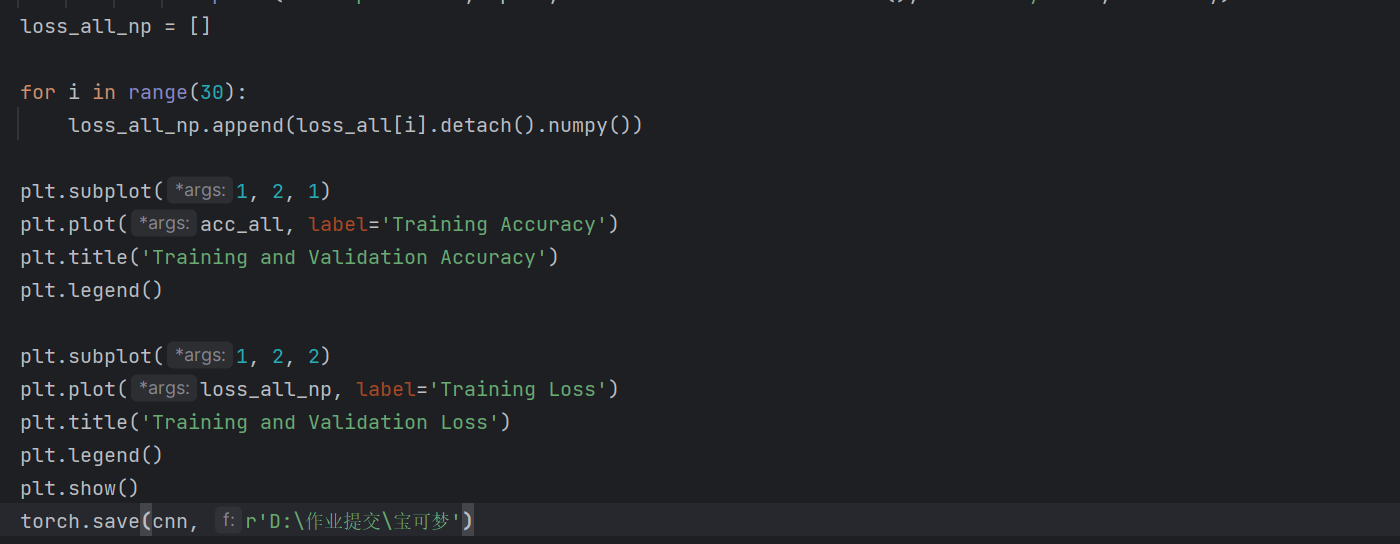 loss_all_np = []
for i in range(30):
loss_all_np.append(loss_all[i].detach().numpy())
plt.subplot(*args: 1, 2, 1)
plt.plot(*args: acc_all, label='Training Accuracy')
plt.title('Training and Validation Accuracy')
plt.legend()
plt.subplot(*args: 1, 2, 2)
plt.plot(*args: loss_all_np, label='Training Loss')
plt.title('Training and Validation Loss')
plt.legend()
plt.show()
torch.save(cnn, f: r'D:\作业提交\宝可梦')